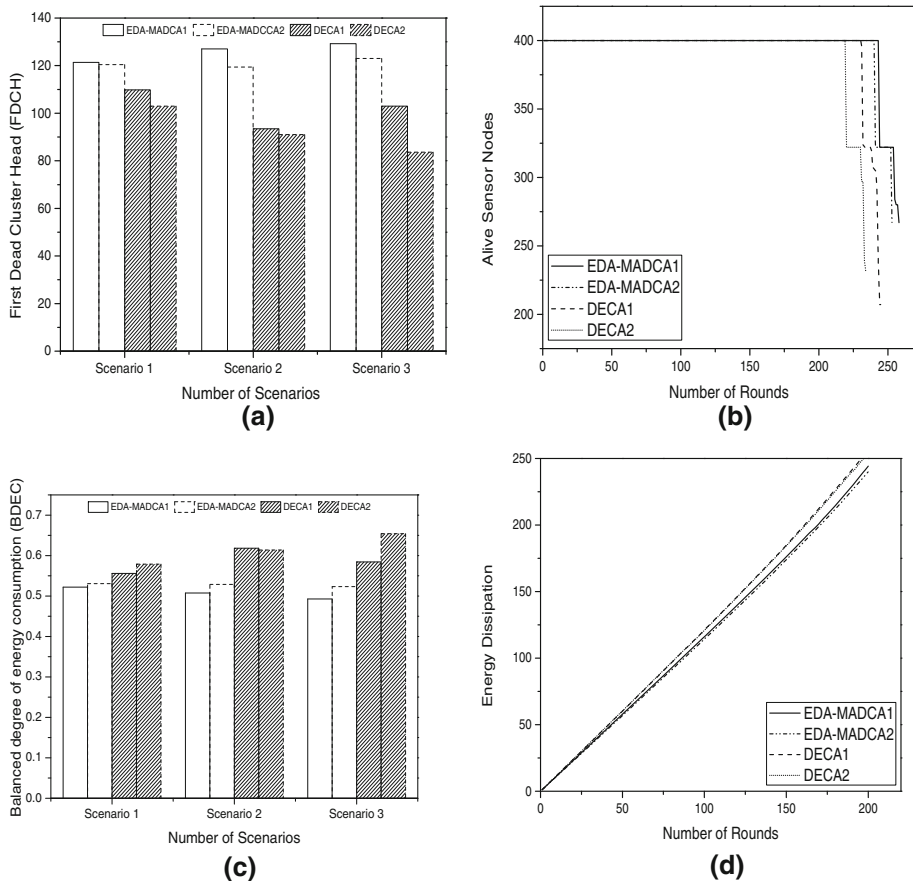 EDA-MADCA1 EDA-MADCCA2 DECA1 DECA2
First Dead Cluster Head (FDCH)
140
120
100
80
60
40
20
0
Scenario 1 Scenario 2 Scenario 3
Number of Scenarios
(a)
Alive Sensor Nodes
400
350
300
250
200
EDA-MADCA1
EDA-MADCA2
DECA1
DECA2
0 50 100 150 200 250
Number of Rounds
(b)
EDA-MADCA1 EDA-MADCA2 DECA1 DECA2
Balanced degree of energy consumption (BDEC)
0.7
0.6
0.5
0.4
0.3
0.2
0.1
0.0
Scenario 1 Scenario 2 Scenario 3
Number of Scenarios
(c)
Energy Dissipation
250
200
150
100
50
0
EDA-MADCA1
EDA-MADCA2
DECA1
DECA2
0 50 100 150 200
Number of Rounds
(d)